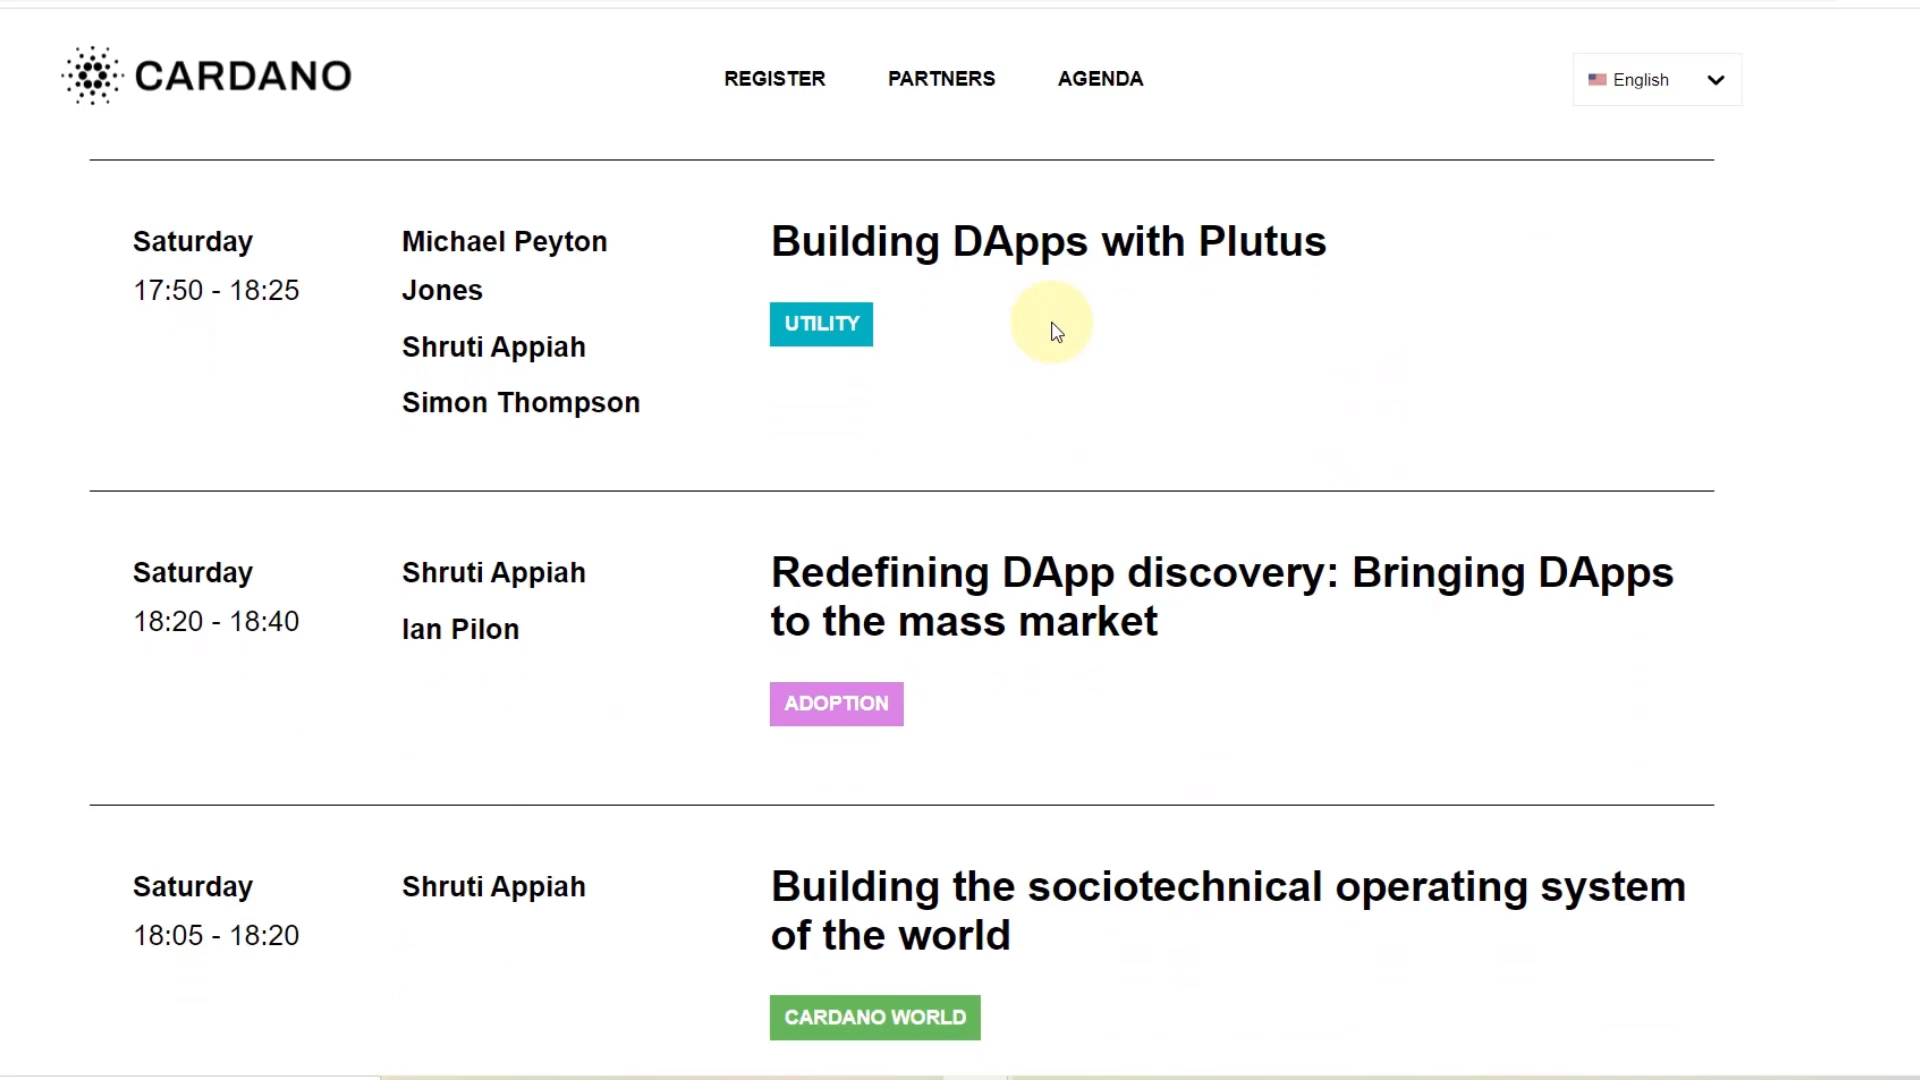 CARDANO
REGISTER
PARTNERS
AGENDA
English
Saturday
17:50 - 18:25
Michael Peyton
Jones
Shruti Appiah
Simon Thompson
Building DApps with Plutus
UTILITY
Saturday
18:20 - 18:40
Shruti Appiah
Ian Pilon
Redefining DApp discovery: Bringing DApps
to the mass market
ADOPTION
Saturday
18:05 - 18:20
Shruti Appiah
Building the sociotechnical operating system
of the world
CARDANO WORLD